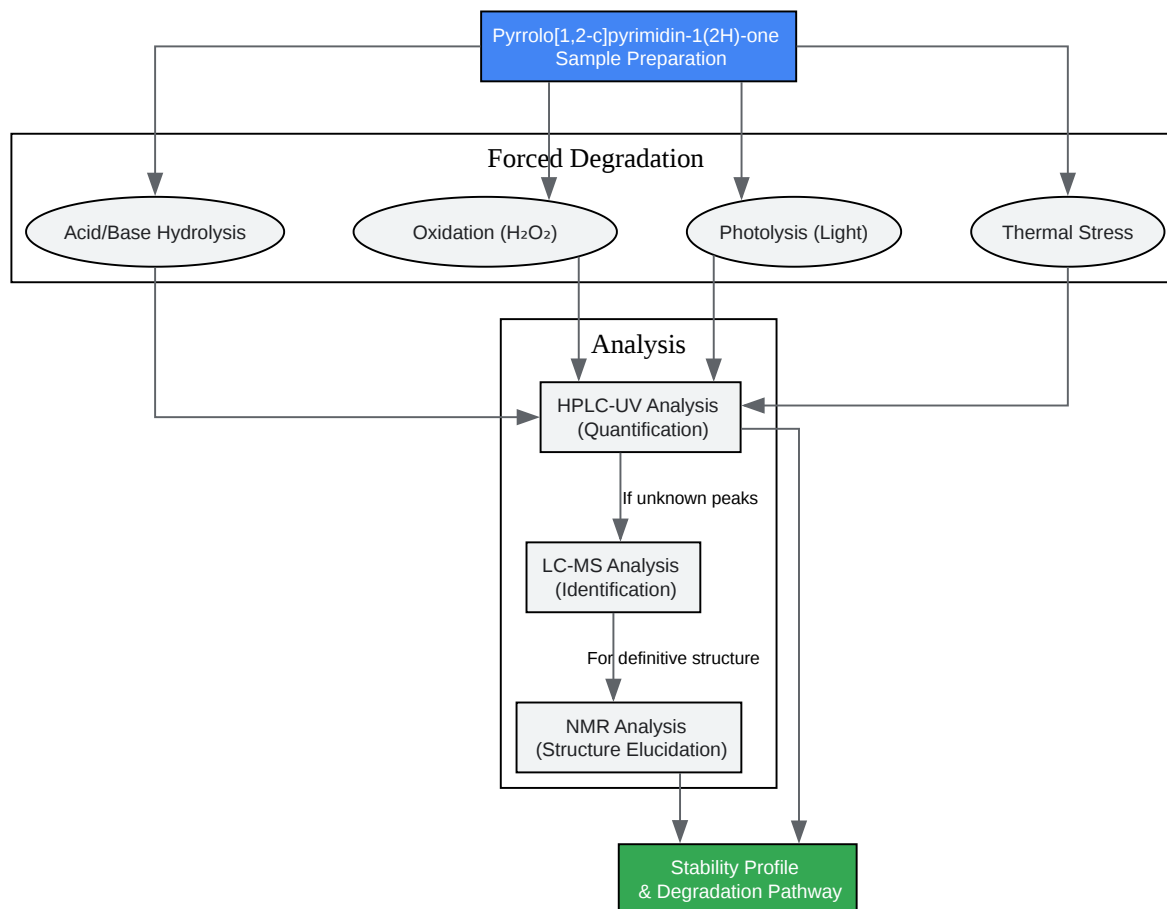 Pyrrolo[1,2-c]pyrimidin-1(2H)-one
Sample Preparation
Forced Degradation
Acid/Base Hydrolysis
Oxidation (H₂O₂)
Photolysis (Light)
Thermal Stress
Analysis
HPLC-UV Analysis
(Quantification)
If unknown peaks
LC-MS Analysis
(Identification)
For definitive structure
NMR Analysis
(Structure Elucidation)
Stability Profile
& Degradation Pathway